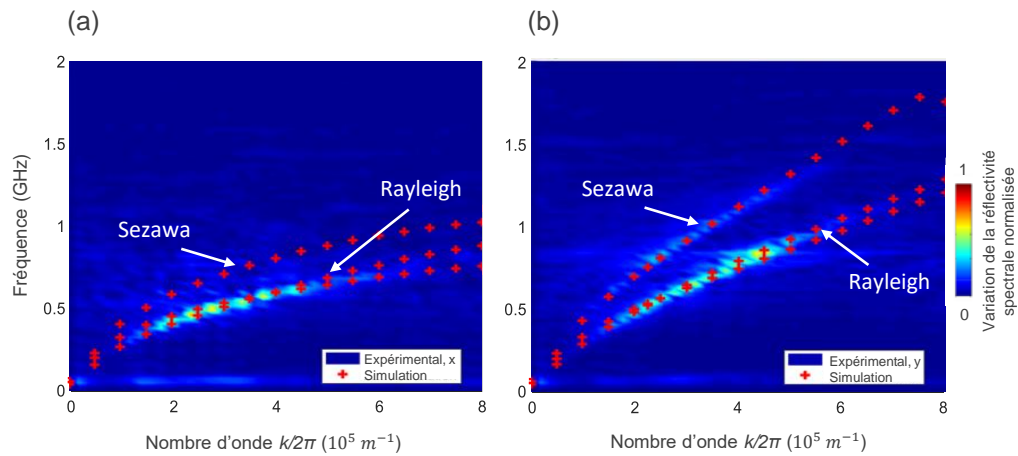 (a)
(b)
Fréquence (GHz)
2
1.5
1
0.5
0
Sezawa
Rayleigh
Expérimental, x
Simulation
0 2 4 6 8
Nombre d'onde k/2π (10⁵ m⁻¹)
2
1.5
1
0.5
0
Sezawa
Rayleigh
Expérimental, y
Simulation
0 2 4 6 8
Nombre d'onde k/2π (10⁵ m⁻¹)
1
0
Variation de la réflectivité
spectrale normalisée